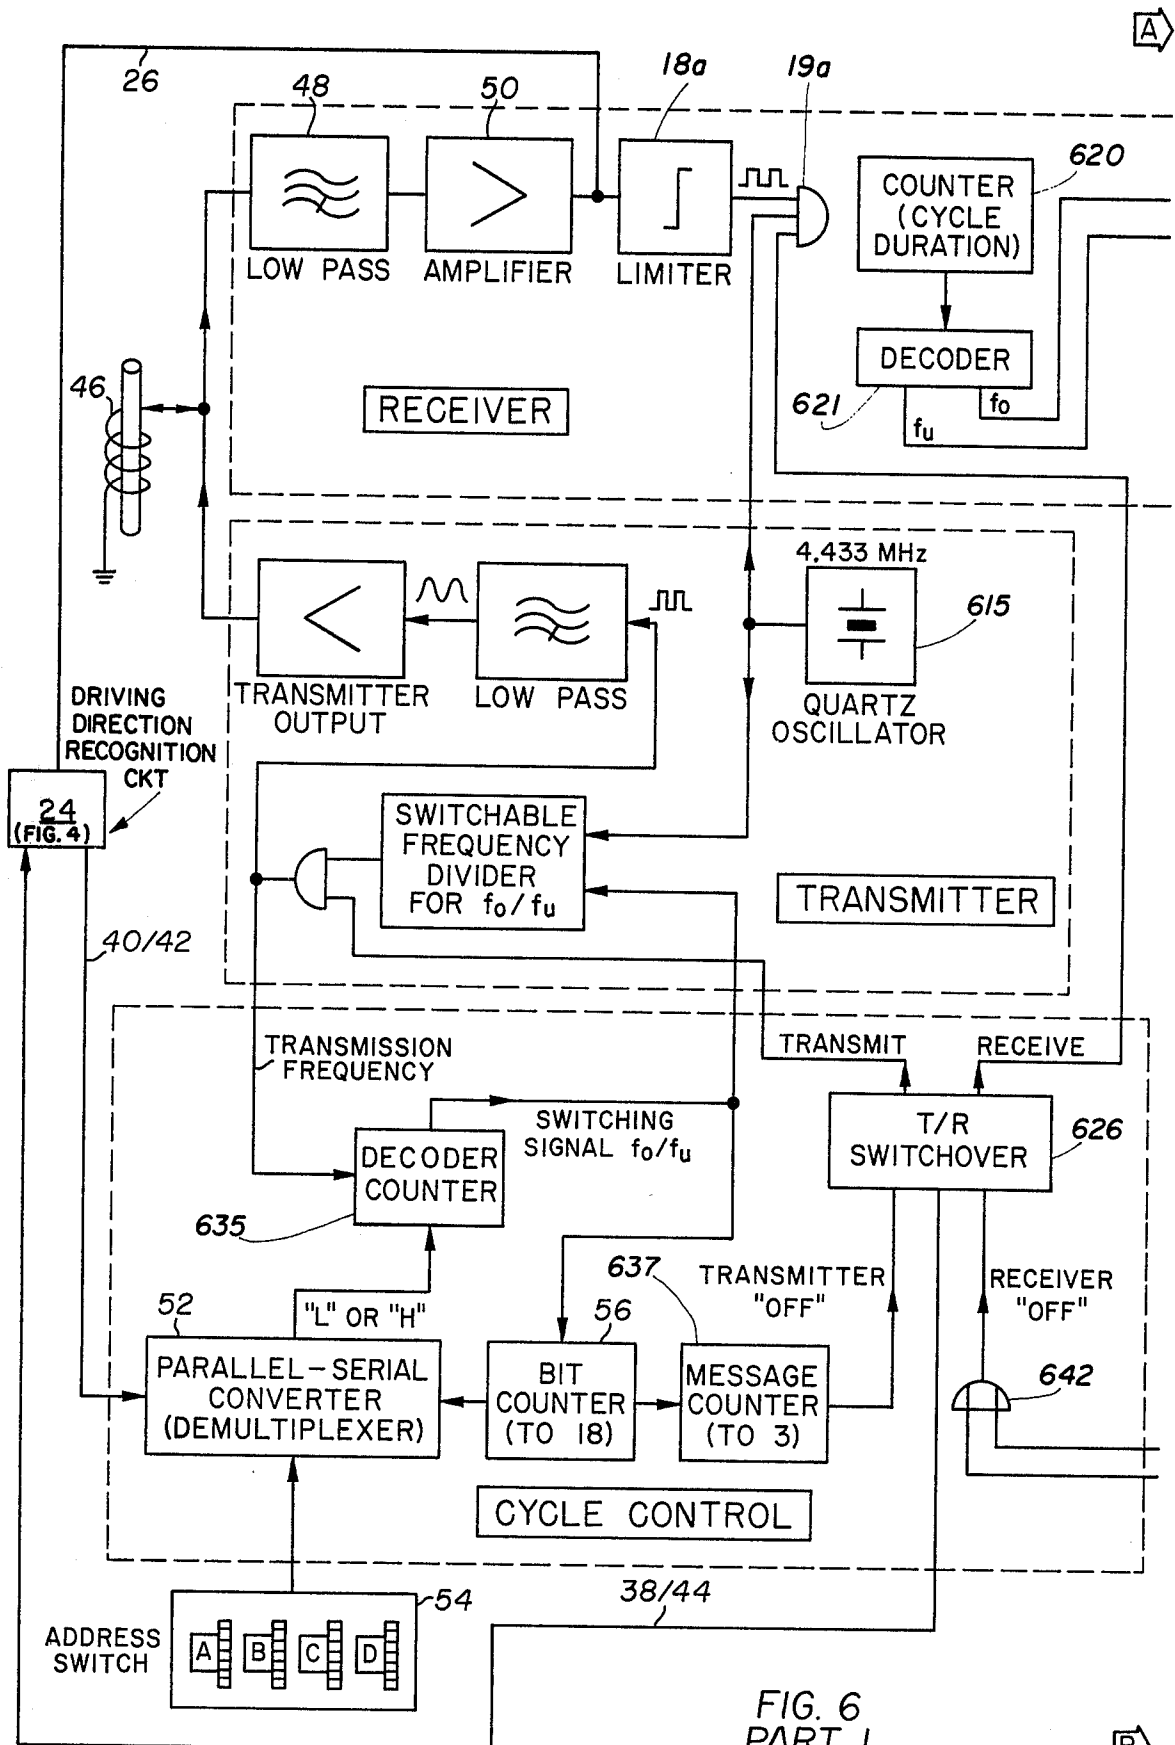 A
26
48
50
18a
19a
620
COUNTER
(CYCLE
DURATION)
LOW PASS
AMPLIFIER
LIMITER
DECODER
46
RECEIVER
621
fo
fu
4.433 MHz
615
TRANSMITTER
OUTPUT
LOW PASS
QUARTZ
OSCILLATOR
DRIVING
DIRECTION
RECOGNITION
CKT
24
(FIG. 4)
SWITCHABLE
FREQUENCY
DIVIDER
FOR fo/fu
TRANSMITTER
40/42
TRANSMISSION
FREQUENCY
TRANSMIT
RECEIVE
SWITCHING
SIGNAL fo/fu
T/R
SWITCHOVER
626
DECODER
COUNTER
635
637
TRANSMITTER
"OFF"
RECEIVER
"OFF"
52
"L" OR "H"
56
PARALLEL-SERIAL
CONVERTER
(DEMULTIPLEXER)
BIT
COUNTER
(TO 18)
MESSAGE
COUNTER
(TO 3)
642
CYCLE CONTROL
54
38/44
ADDRESS
SWITCH
A B C D
FIG. 6
PART 1
B